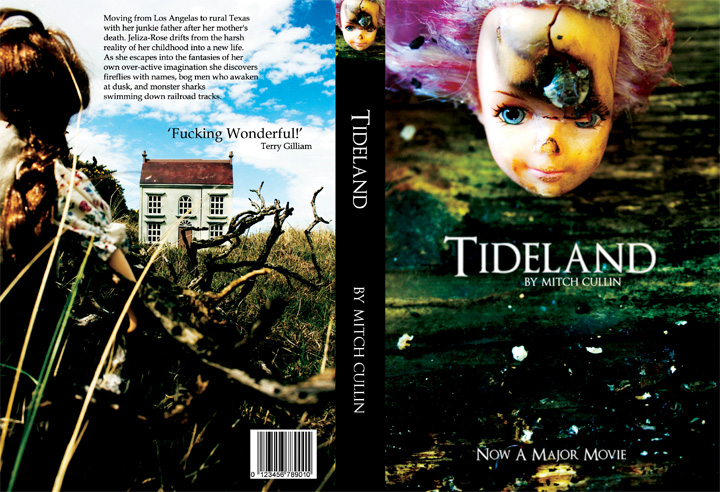 Moving from Los Angelas to rural Texas
with her junkie father after her mother's
death. Jeliza-Rose drifts from the harsh
reality of her childhood into a new life.
As she escapes into the fantasies of her
own over-active imagination she discovers
fireflies with names, bog men who awaken
at dusk, and monster sharks
swimming down railroad tracks.
'Fucking Wonderful!'
Terry Gilliam
0 123456 789010
TIDELAND
BY MITCH CULLIN
TIDELAND
BY MITCH CULLIN
NOW A MAJOR MOVIE